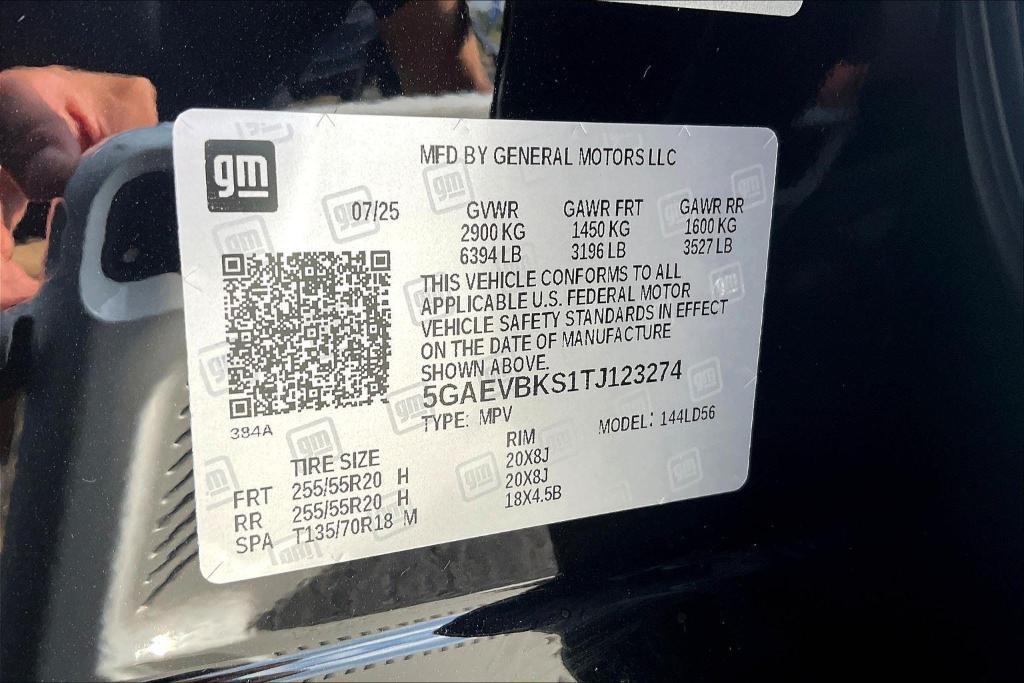 gm
MFD BY GENERAL MOTORS LLC
07/25 GVWR GAWR FRT GAWR RR
2900 KG 1450 KG 1600 KG
6394 LB 3196 LB 3527 LB
THIS VEHICLE CONFORMS TO ALL
APPLICABLE U.S. FEDERAL MOTOR
VEHICLE SAFETY STANDARDS IN EFFECT
ON THE DATE OF MANUFACTURE
SHOWN ABOVE.
5GAEVBKS1TJ123274
TYPE: MPV MODEL: 144LD56
384A
TIRE SIZE RIM
FRT 255/55R20 H 20X8J
RR 255/55R20 H 20X8J
SPA T135/70R18 M 18X4.5B